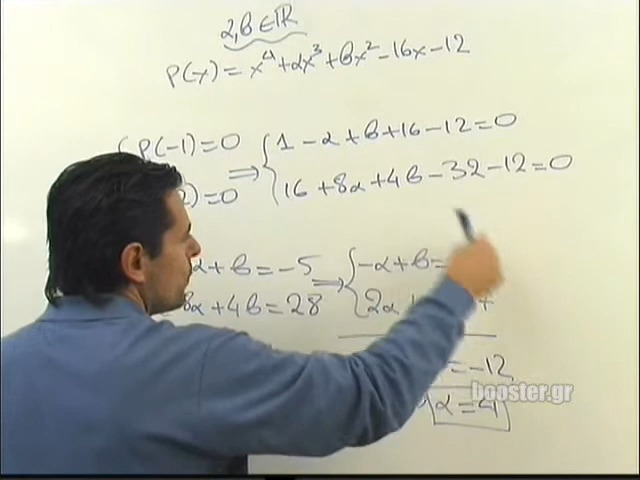 α,β∈ℝ
P(x) = x⁴+αx³+βx²-16x-12
P(-1)=0 ⇒ { 1-α+β+16-12=0
2)=0 16+8α+4β-32-12=0
α+β=-5 ⇒ { -α+β=
8α+4β=28 2α
=-12
α=4
booster.gr